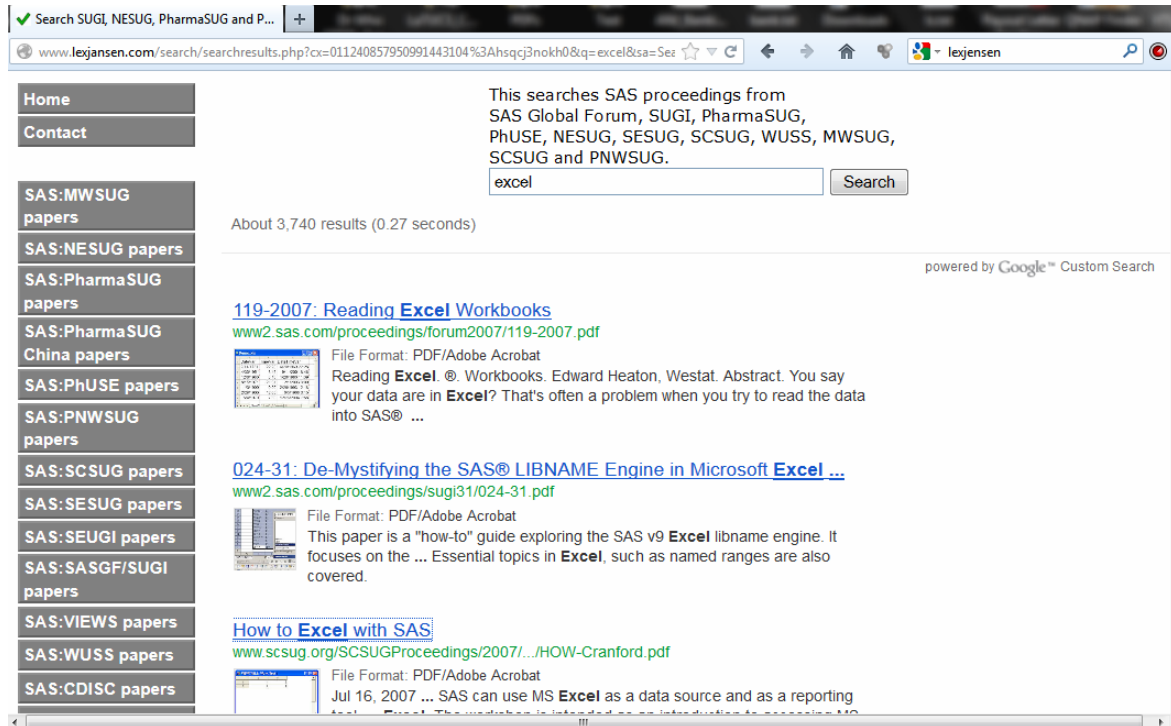 Search SUGI, NESUG, PharmaSUG and P...
www.lexjansen.com/search/searchresults.php?cx=011240857950991443104%3Ahsqcj3nokh0&q=excel&sa=Sea
lexjensen
Home
Contact
SAS:MWSUG
papers
SAS:NESUG papers
SAS:PharmaSUG
papers
SAS:PharmaSUG
China papers
SAS:PhUSE papers
SAS:PNWSUG
papers
SAS:SCSUG papers
SAS:SESUG papers
SAS:SEUGI papers
SAS:SASGF/SUGI
papers
SAS:VIEWS papers
SAS:WUSS papers
SAS:CDISC papers
This searches SAS proceedings from
SAS Global Forum, SUGI, PharmaSUG,
PhUSE, NESUG, SESUG, SCSUG, WUSS, MWSUG,
SCSUG and PNWSUG.
excel
Search
About 3,740 results (0.27 seconds)
powered by Google™ Custom Search
119-2007: Reading Excel Workbooks
www2.sas.com/proceedings/forum2007/119-2007.pdf
File Format: PDF/Adobe Acrobat
Reading Excel. ®. Workbooks. Edward Heaton, Westat. Abstract. You say
your data are in Excel? That's often a problem when you try to read the data
into SAS® ...
024-31: De-Mystifying the SAS® LIBNAME Engine in Microsoft Excel ...
www2.sas.com/proceedings/sugi31/024-31.pdf
File Format: PDF/Adobe Acrobat
This paper is a "how-to" guide exploring the SAS v9 Excel libname engine. It
focuses on the ... Essential topics in Excel, such as named ranges are also
covered.
How to Excel with SAS
www.scsug.org/SCSUGProceedings/2007/.../HOW-Cranford.pdf
File Format: PDF/Adobe Acrobat
Jul 16, 2007 ... SAS can use MS Excel as a data source and as a reporting